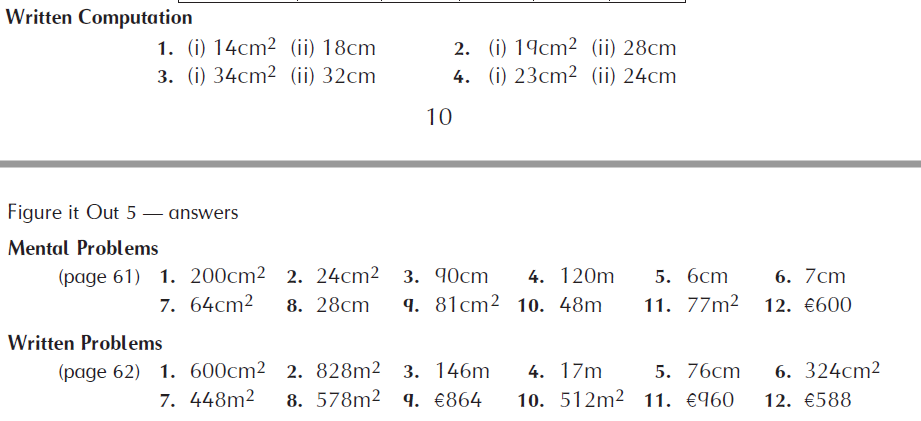 Written Computation
1. (i) 14cm² (ii) 18cm 2. (i) 19cm² (ii) 28cm
3. (i) 34cm² (ii) 32cm 4. (i) 23cm² (ii) 24cm
10
Figure it Out 5 — answers
Mental Problems
(page 61) 1. 200cm² 2. 24cm² 3. 90cm 4. 120m 5. 6cm 6. 7cm
7. 64cm² 8. 28cm 9. 81cm² 10. 48m 11. 77m² 12. €600
Written Problems
(page 62) 1. 600cm² 2. 828m² 3. 146m 4. 17m 5. 76cm 6. 324cm²
7. 448m² 8. 578m² 9. €864 10. 512m² 11. €960 12. €588